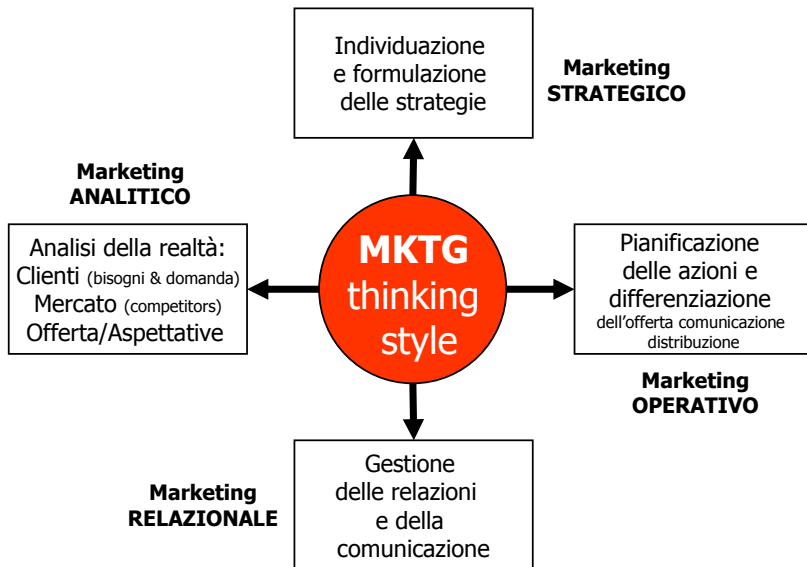 Individuazione
e formulazione
delle strategie
Marketing
STRATEGICO
Marketing
ANALITICO
Analisi della realtà:
Clienti (bisogni & domanda)
Mercato (competitors)
Offerta/Aspettative
MKTG
thinking
style
Pianificazione
delle azioni e
differenziazione
dell'offerta comunicazione
distribuzione
Marketing
OPERATIVO
Marketing
RELAZIONALE
Gestione
delle relazioni
e della
comunicazione